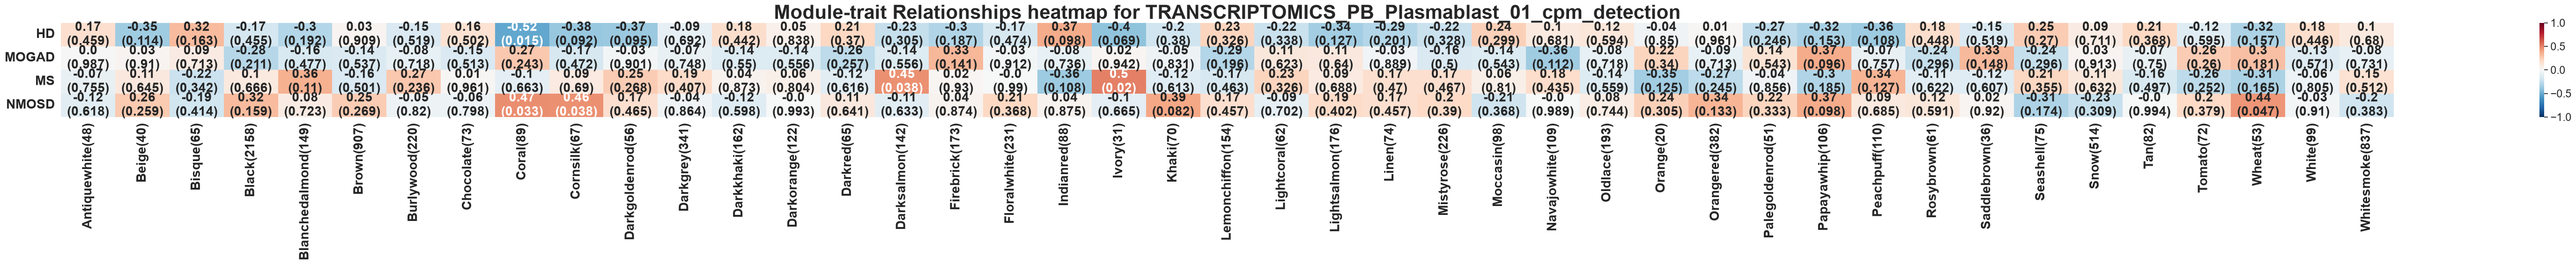 Module-trait Relationships heatmap for TRANSCRIPTOMICS_PB_Plasmablast_01_cpm_detection
HD
0.17 -0.35 0.32 -0.17 -0.3 0.03 -0.15 0.16 -0.52 -0.38 -0.37 -0.09 0.18 0.05 0.21 -0.23 -0.3 -0.17 0.37 -0.4 -0.2 0.23 -0.22 -0.34 -0.29 -0.22 0.24 0.1 0.12 -0.04 0.01 -0.27 -0.32 -0.36 0.18 -0.15 0.25 0.09 0.21 -0.12 -0.32 0.18 0.1
(0.459) (0.114) (0.163) (0.455) (0.192) (0.909) (0.519) (0.502) (0.015) (0.092) (0.095) (0.692) (0.442) (0.838) (0.37) (0.305) (0.187) (0.474) (0.098) (0.069) (0.38) (0.326) (0.338) (0.127) (0.201) (0.328) (0.299) (0.681) (0.594) (0.85) (0.961) (0.246) (0.153) (0.108) (0.448) (0.519) (0.27) (0.711) (0.368) (0.595) (0.157) (0.446) (0.68)
MOGAD
0.0 0.03 0.09 -0.28 -0.16 -0.14 -0.08 -0.15 0.27 -0.17 -0.03 -0.07 -0.14 -0.14 -0.26 -0.14 0.33 -0.03 -0.08 0.02 -0.05 -0.29 0.11 0.11 -0.03 -0.16 -0.14 -0.36 -0.08 0.22 -0.09 0.14 0.37 -0.07 -0.24 0.33 -0.24 0.03 -0.07 0.26 0.3 -0.13 -0.08
(0.987) (0.91) (0.713) (0.211) (0.477) (0.537) (0.718) (0.513) (0.243) (0.472) (0.901) (0.748) (0.55) (0.556) (0.257) (0.556) (0.141) (0.912) (0.736) (0.942) (0.831) (0.196) (0.623) (0.64) (0.889) (0.5) (0.543) (0.112) (0.718) (0.34) (0.713) (0.543) (0.096) (0.757) (0.296) (0.148) (0.296) (0.913) (0.75) (0.26) (0.181) (0.571) (0.731)
MS
-0.07 0.11 -0.22 0.1 0.36 -0.16 0.27 0.01 -0.1 0.09 0.25 0.19 0.04 0.06 -0.12 0.45 0.02 -0.0 -0.36 0.5 -0.12 -0.17 0.23 0.09 0.17 0.17 0.06 0.18 -0.14 -0.35 -0.27 -0.04 -0.3 0.34 -0.11 -0.12 0.21 0.11 -0.16 -0.26 -0.31 -0.06 0.15
(0.755) (0.645) (0.342) (0.666) (0.11) (0.501) (0.236) (0.961) (0.663) (0.69) (0.268) (0.407) (0.873) (0.804) (0.616) (0.038) (0.93) (0.99) (0.108) (0.02) (0.613) (0.463) (0.326) (0.688) (0.47) (0.467) (0.81) (0.435) (0.559) (0.125) (0.245) (0.856) (0.185) (0.127) (0.622) (0.607) (0.355) (0.632) (0.497) (0.252) (0.165) (0.805) (0.512)
NMOSD
-0.12 0.26 -0.19 0.32 0.08 0.25 -0.05 -0.06 0.47 0.46 0.17 -0.04 -0.12 -0.0 0.11 -0.11 0.04 0.21 0.04 -0.1 0.39 0.17 -0.09 0.19 0.17 0.2 -0.21 -0.0 0.08 0.24 0.34 0.22 0.37 0.09 0.12 0.02 -0.31 -0.23 -0.0 0.2 0.44 -0.03 -0.2
(0.618) (0.259) (0.414) (0.159) (0.723) (0.269) (0.82) (0.798) (0.033) (0.038) (0.465) (0.864) (0.598) (0.993) (0.641) (0.633) (0.874) (0.368) (0.875) (0.665) (0.082) (0.457) (0.702) (0.402) (0.457) (0.39) (0.368) (0.989) (0.744) (0.305) (0.133) (0.333) (0.098) (0.685) (0.591) (0.92) (0.174) (0.309) (0.994) (0.379) (0.047) (0.91) (0.383)
Antiquewhite(48)
Beige(40)
Bisque(65)
Black(2158)
Blanchedalmond(149)
Brown(907)
Burlywood(220)
Chocolate(73)
Coral(89)
Cornsilk(67)
Darkgoldenrod(56)
Darkgrey(341)
Darkkhaki(162)
Darkorange(122)
Darkred(65)
Darksalmon(142)
Firebrick(173)
Floralwhite(231)
Indianred(88)
Ivory(31)
Khaki(70)
Lemonchiffon(154)
Lightcoral(62)
Lightsalmon(176)
Linen(74)
Mistyrose(226)
Moccasin(98)
Navajowhite(109)
Oldlace(193)
Orange(20)
Orangered(382)
Palegoldenrod(51)
Papayawhip(106)
Peachpuff(110)
Rosybrown(61)
Saddlebrown(36)
Seashell(75)
Snow(514)
Tan(82)
Tomato(72)
Wheat(53)
White(99)
Whitesmoke(837)
1.0
0.5
0.0
−0.5
−1.0